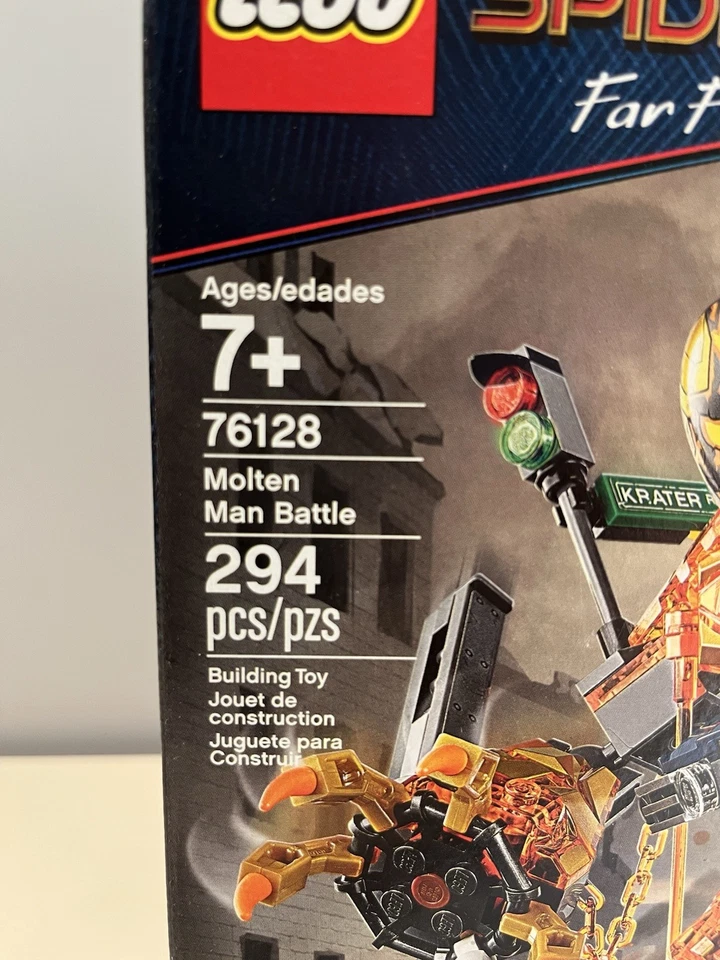 LEGO
Far F
Ages/edades
7+
76128
Molten
Man Battle
294
pcs/pzs
Building Toy
Jouet de
construction
Juguete para
Construir
KRATER